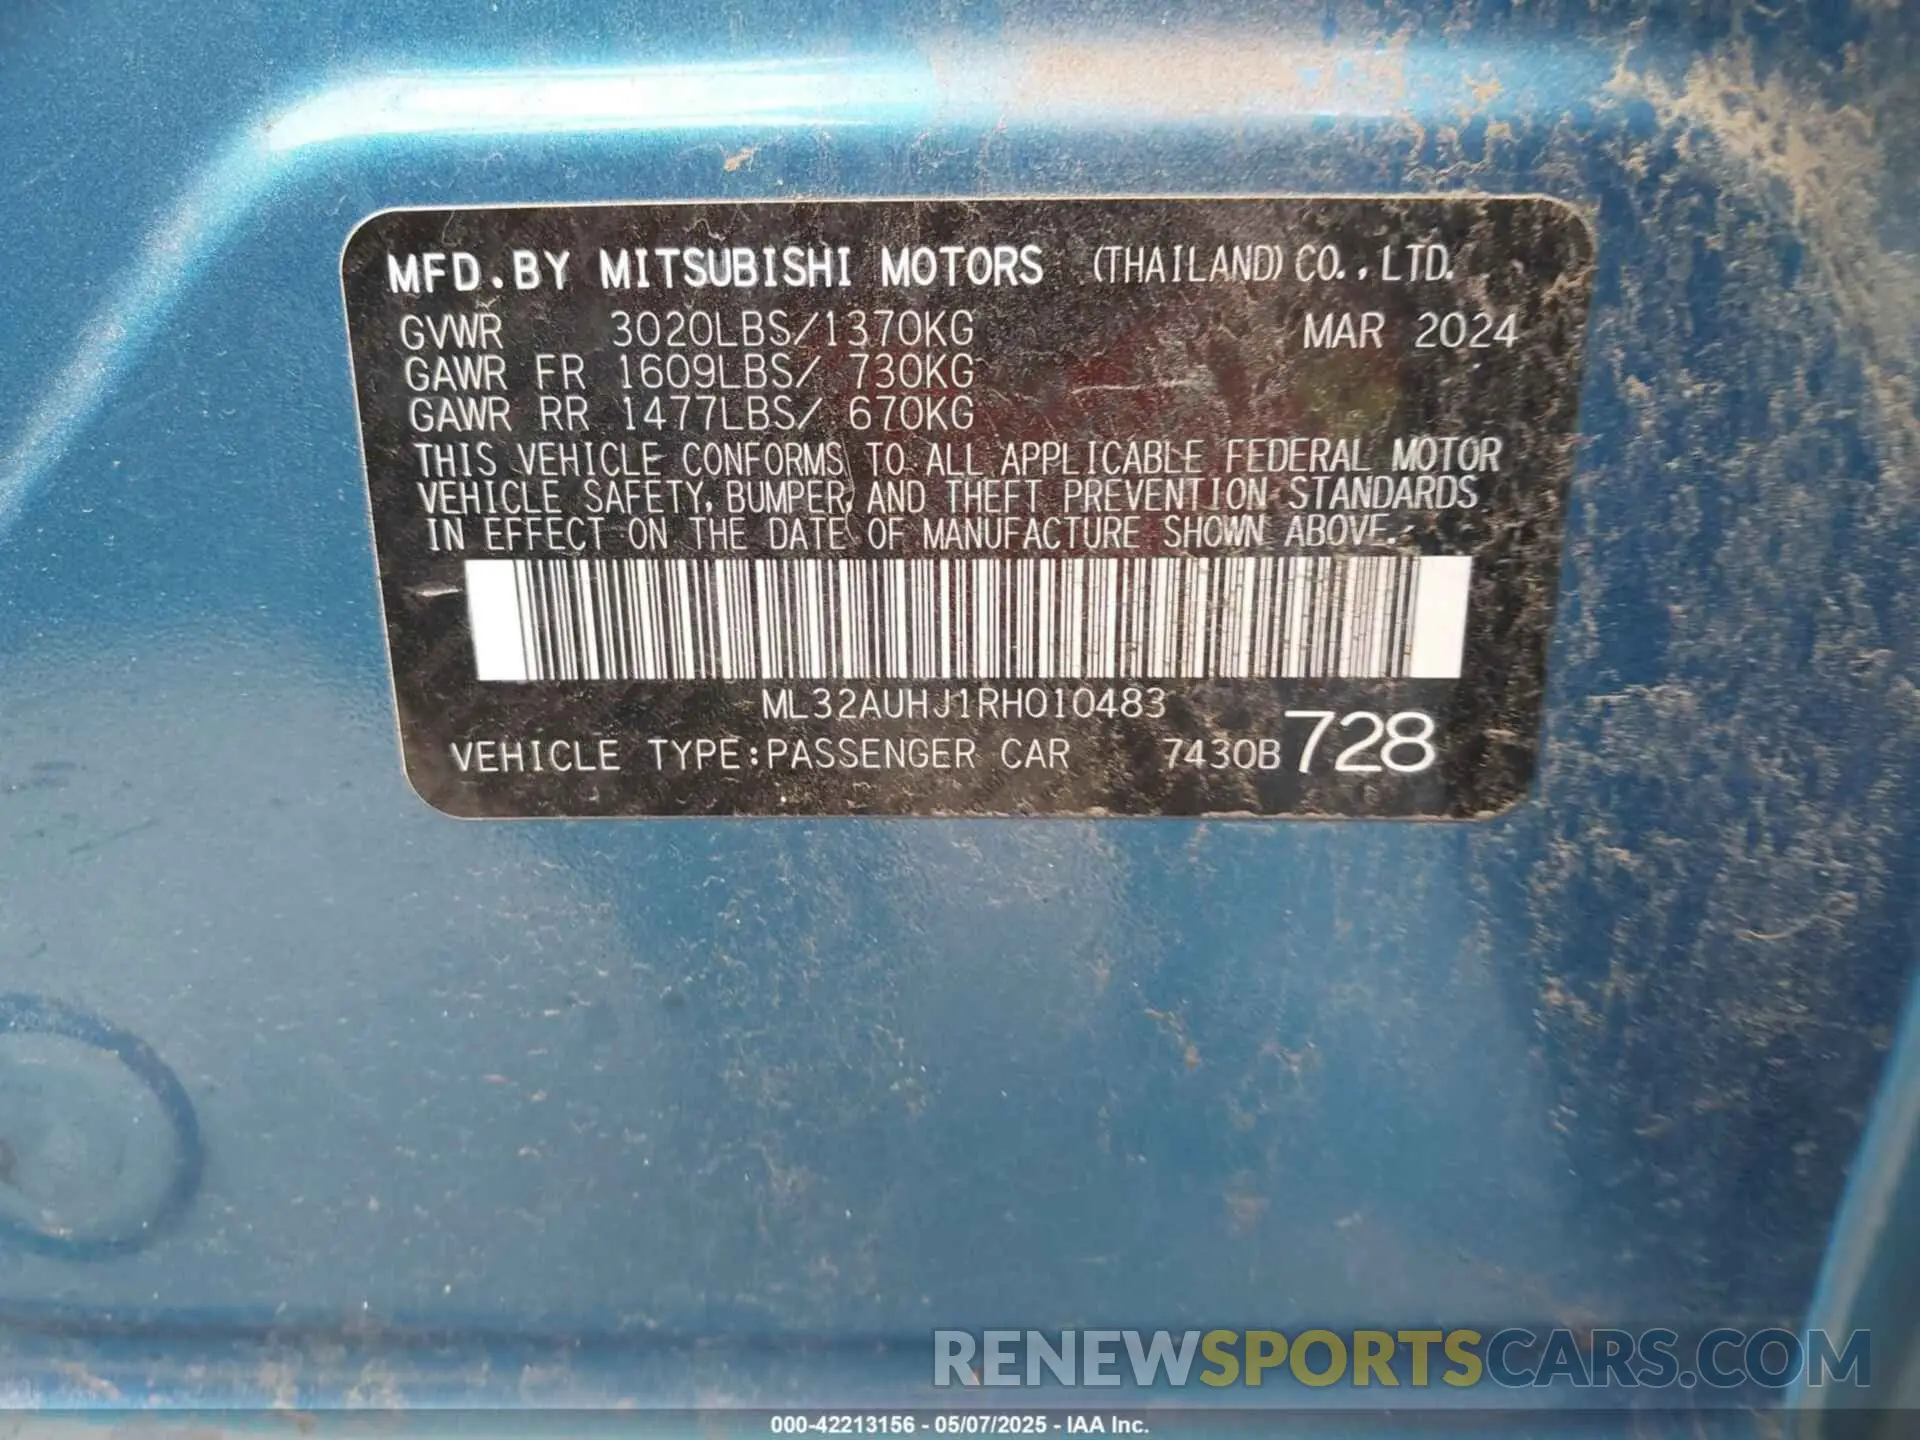 MFD.BY MITSUBISHI MOTORS (THAILAND) CO.,LTD.
GVWR 3020LBS/1370KG MAR 2024
GAWR FR 1609LBS/ 730KG
GAWR RR 1477LBS/ 670KG
THIS VEHICLE CONFORMS TO ALL APPLICABLE FEDERAL MOTOR
VEHICLE SAFETY, BUMPER, AND THEFT PREVENTION STANDARDS
IN EFFECT ON THE DATE OF MANUFACTURE SHOWN ABOVE.
ML32AUHJ1RH010483
VEHICLE TYPE:PASSENGER CAR 7430B 728
RENEWSPORTSCARS.COM
000-42213156 - 05/07/2025 - IAA Inc.